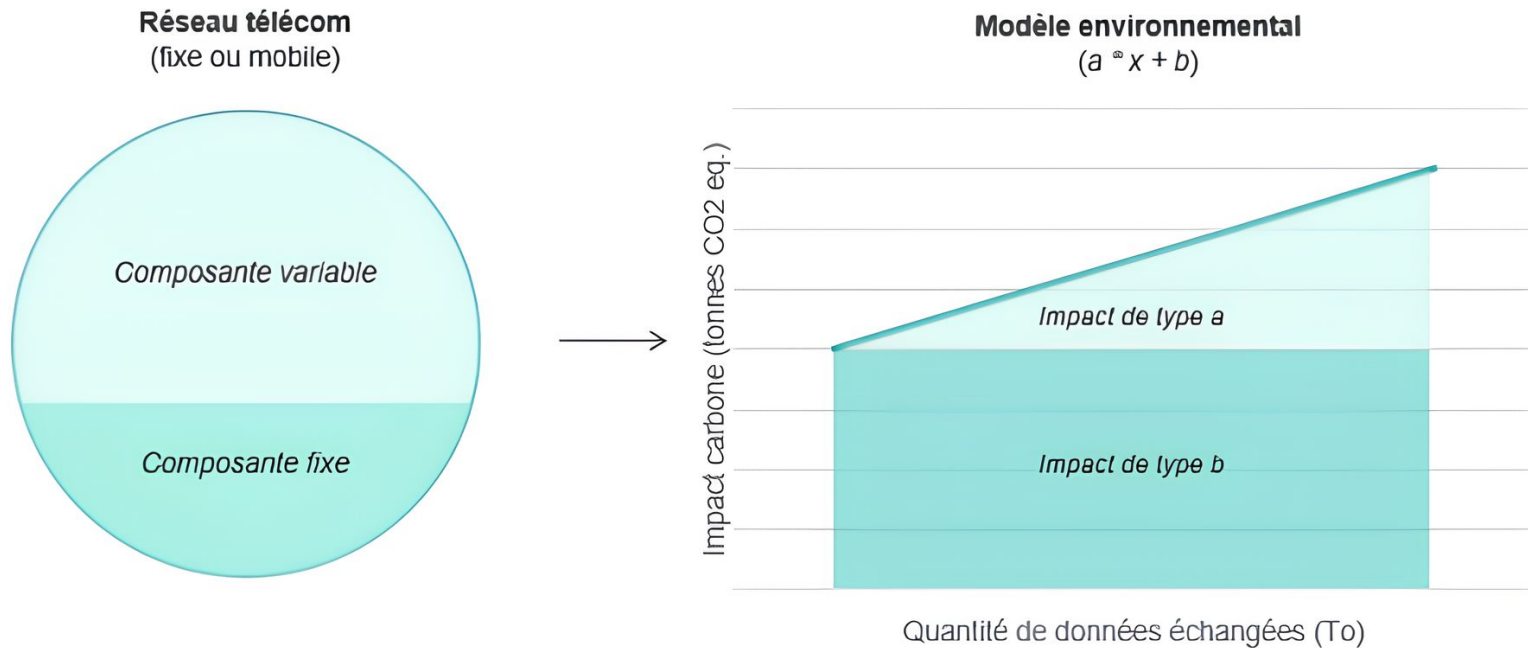 Réseau télécom
(fixe ou mobile)
Composante variable
Composante fixe
Modèle environnemental
(a * x + b)
Impact carbone (tonnes CO2 eq.)
Impact de type a
Impact de type b
Quantité de données échangées (To)